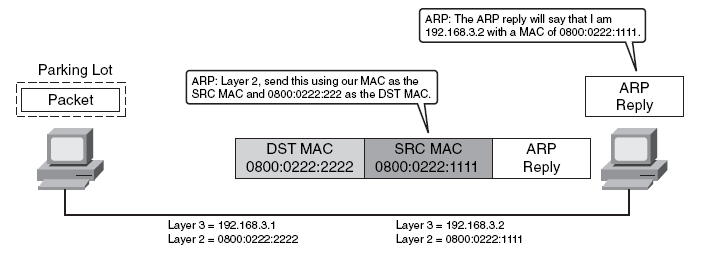 ARP: The ARP reply will say that I am
192.168.3.2 with a MAC of 0800:0222:1111.
Parking Lot
Packet
ARP: Layer 2, send this using our MAC as the
SRC MAC and 0800:0222:222 as the DST MAC.
ARP
Reply
DST MAC
0800:0222:2222
SRC MAC
0800:0222:1111
ARP
Reply
Layer 3 = 192.168.3.1
Layer 2 = 0800:0222:2222
Layer 3 = 192.168.3.2
Layer 2 = 0800:0222:1111